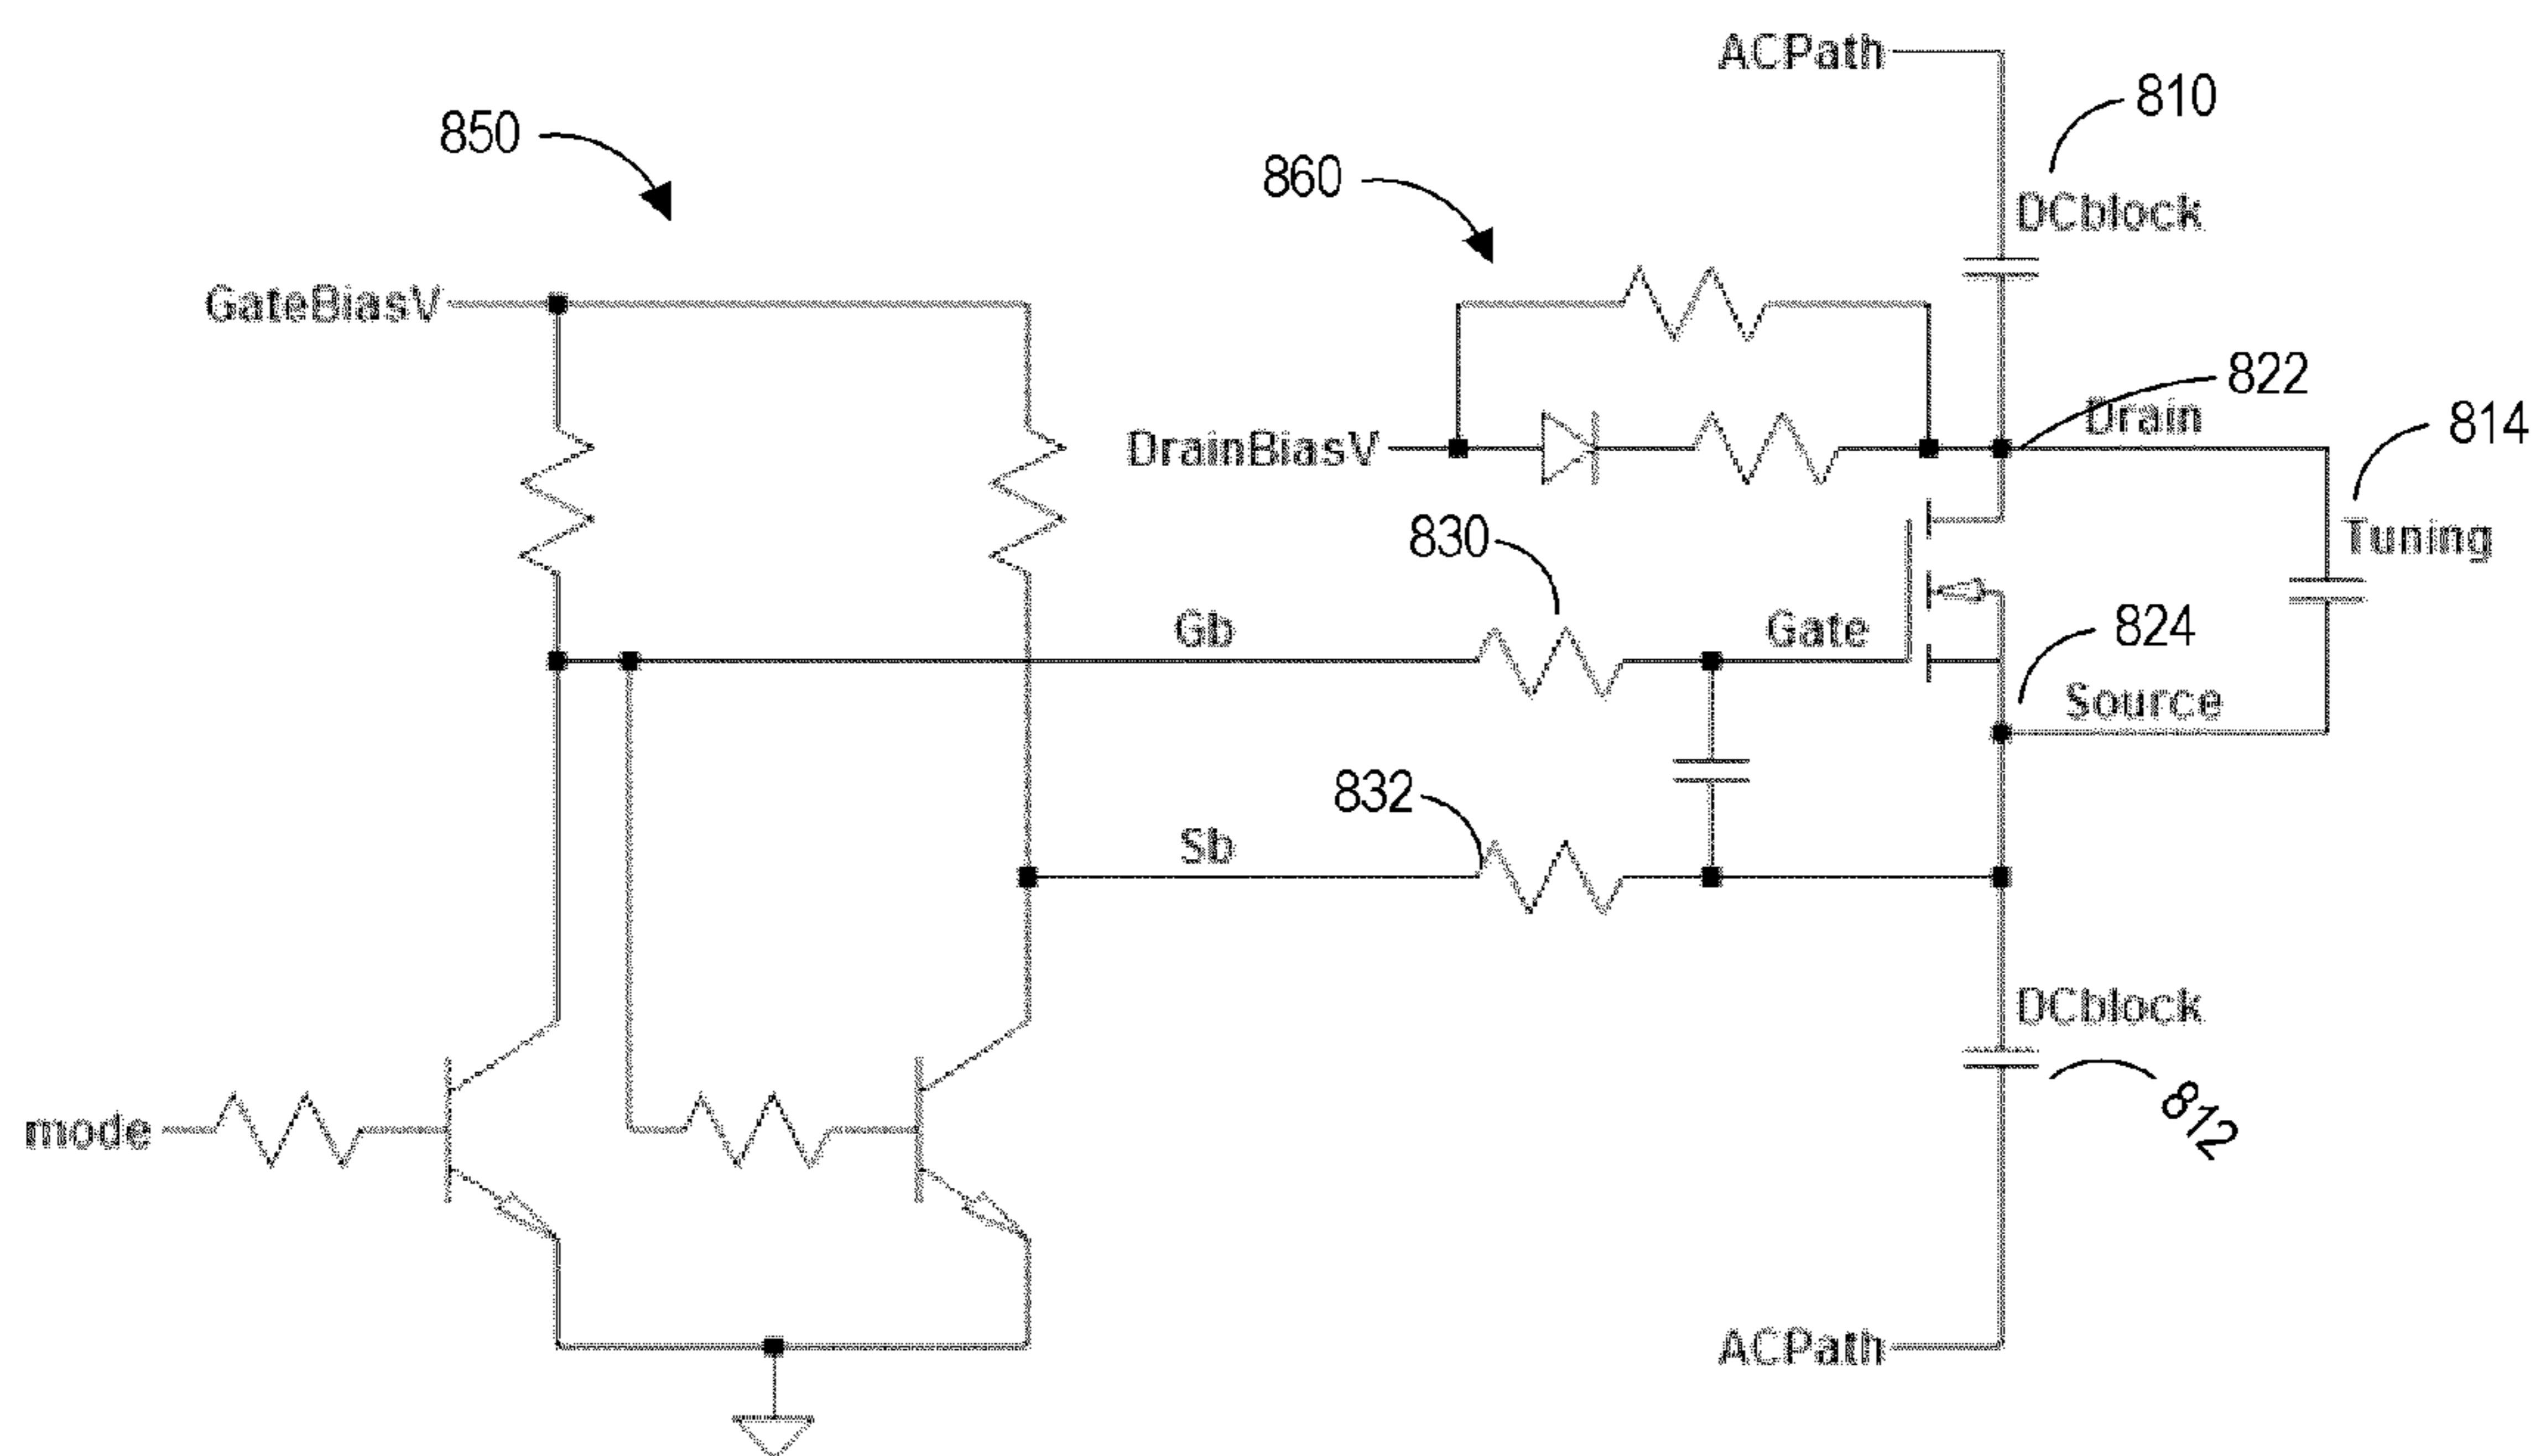 ACPath
810
850
860
DCblock
GateBiasV
822
Drain
814
DrainBiasV
Tuning
830
Gb
Gate
824
Source
832
Sb
DCblock
812
mode
ACPath